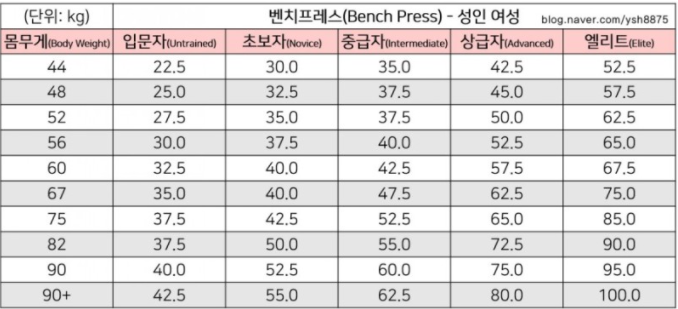 (단위: kg) 벤치프레스(Bench Press) - 성인 여성 blog.naver.com/ysh8875
몸무게(Body Weight) 입문자(Untrained) 초보자(Novice) 중급자(Intermediate) 상급자(Advanced) 엘리트(Elite)
44 22.5 30.0 35.0 42.5 52.5
48 25.0 32.5 37.5 45.0 57.5
52 27.5 35.0 37.5 50.0 62.5
56 30.0 37.5 40.0 52.5 65.0
60 32.5 40.0 42.5 57.5 67.5
67 35.0 40.0 47.5 62.5 75.0
75 37.5 42.5 52.5 65.0 85.0
82 37.5 50.0 55.0 72.5 90.0
90 40.0 52.5 60.0 75.0 95.0
90+ 42.5 55.0 62.5 80.0 100.0